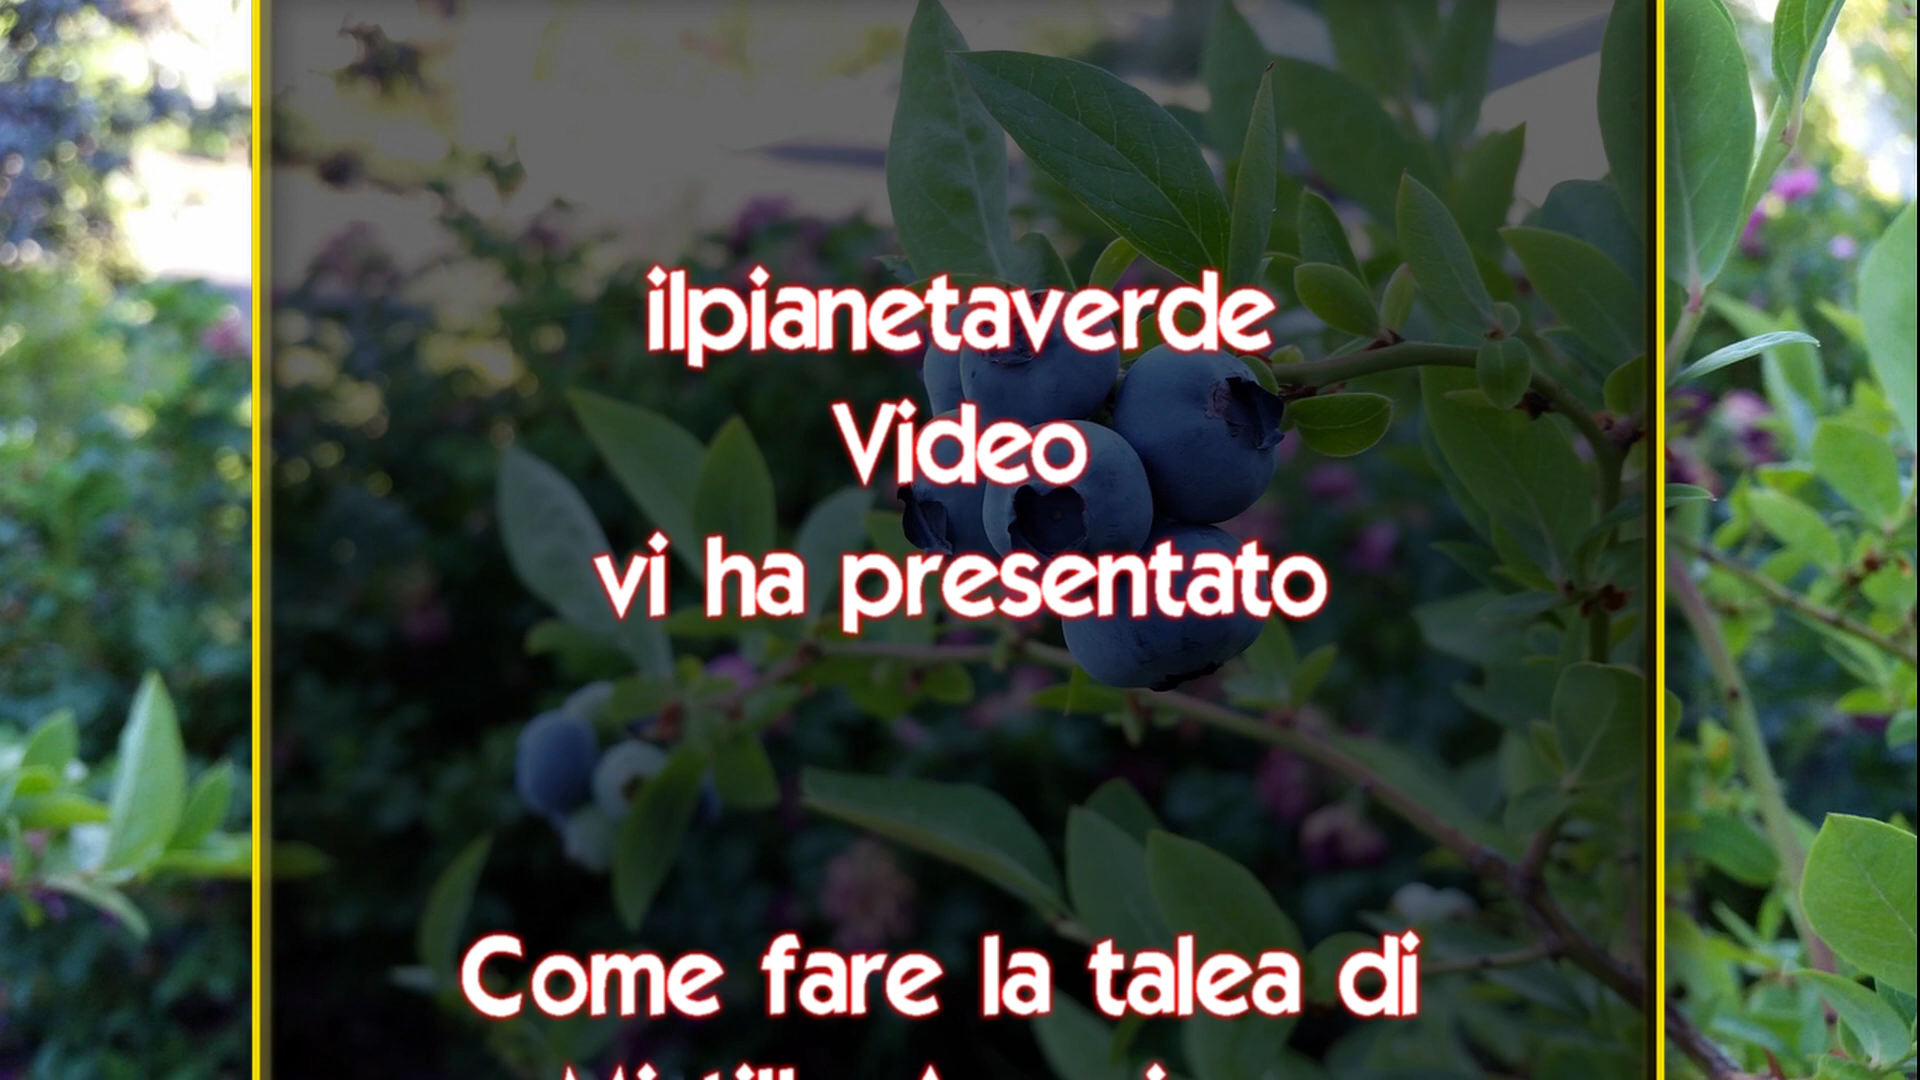 ilpianetaverde
Video
vi ha presentato
Come fare la talea di